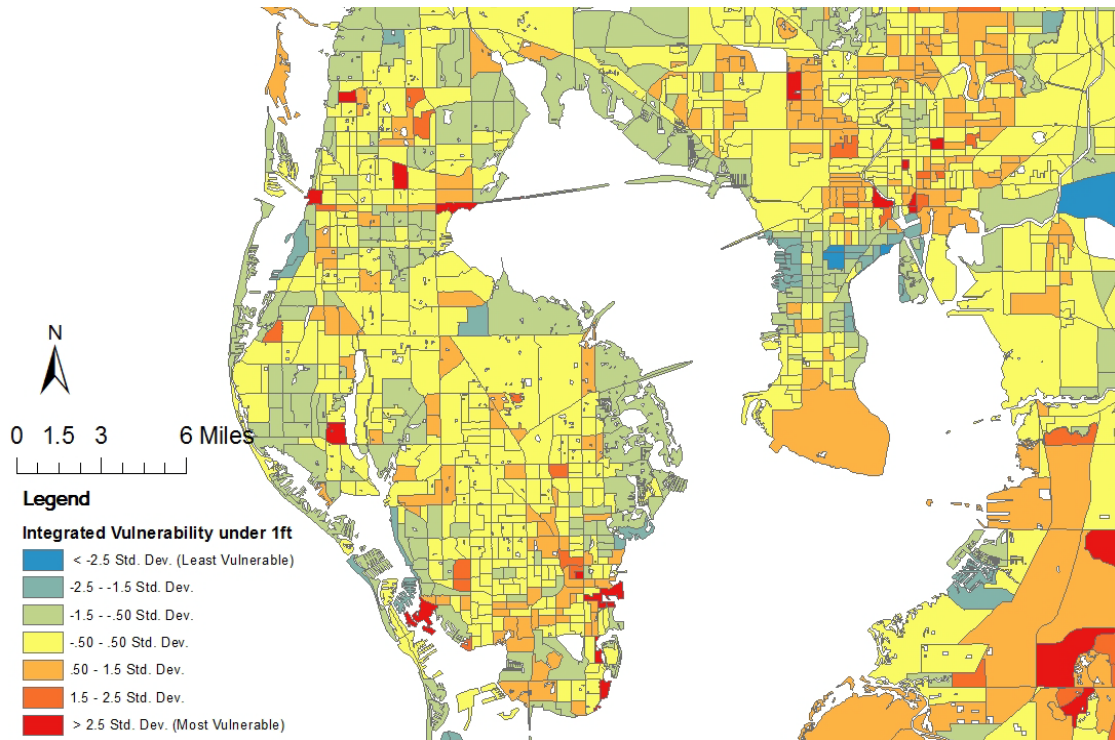 N
0 1.5 3 6 Miles
Legend
Integrated Vulnerability under 1ft
< -2.5 Std. Dev. (Least Vulnerable)
-2.5 - -1.5 Std. Dev.
-1.5 - -.50 Std. Dev.
-.50 - .50 Std. Dev.
.50 - 1.5 Std. Dev.
1.5 - 2.5 Std. Dev.
> 2.5 Std. Dev. (Most Vulnerable)